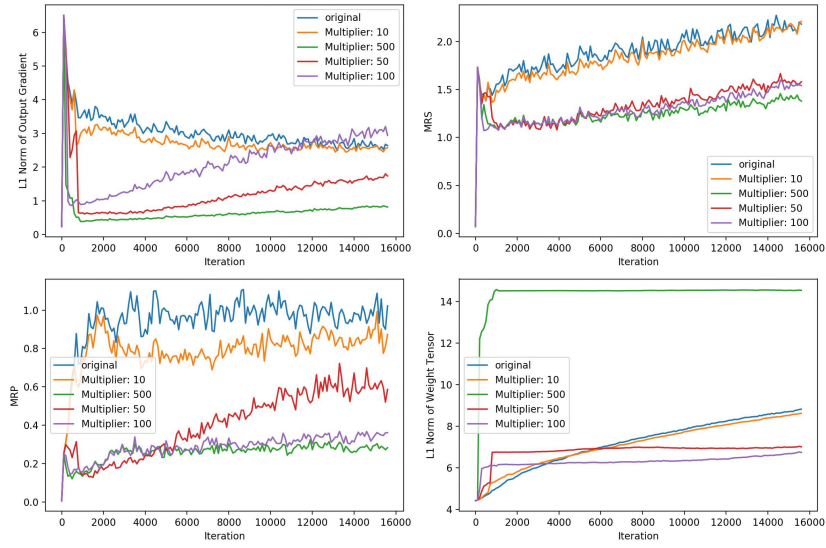 L1 Norm of Output Gradient
6
5
4
3
2
1
0
original
Multiplier: 10
Multiplier: 500
Multiplier: 50
Multiplier: 100
0 2000 4000 6000 8000 10000 12000 14000 16000
Iteration
MRS
2.0
1.5
1.0
0.5
0.0
original
Multiplier: 10
Multiplier: 500
Multiplier: 50
Multiplier: 100
0 2000 4000 6000 8000 10000 12000 14000 16000
Iteration
MRP
1.0
0.8
0.6
0.4
0.2
0.0
original
Multiplier: 10
Multiplier: 500
Multiplier: 50
Multiplier: 100
0 2000 4000 6000 8000 10000 12000 14000 16000
Iteration
L1 Norm of Weight Tensor
14
12
10
8
6
4
original
Multiplier: 10
Multiplier: 500
Multiplier: 50
Multiplier: 100
0 2000 4000 6000 8000 10000 12000 14000 16000
Iteration